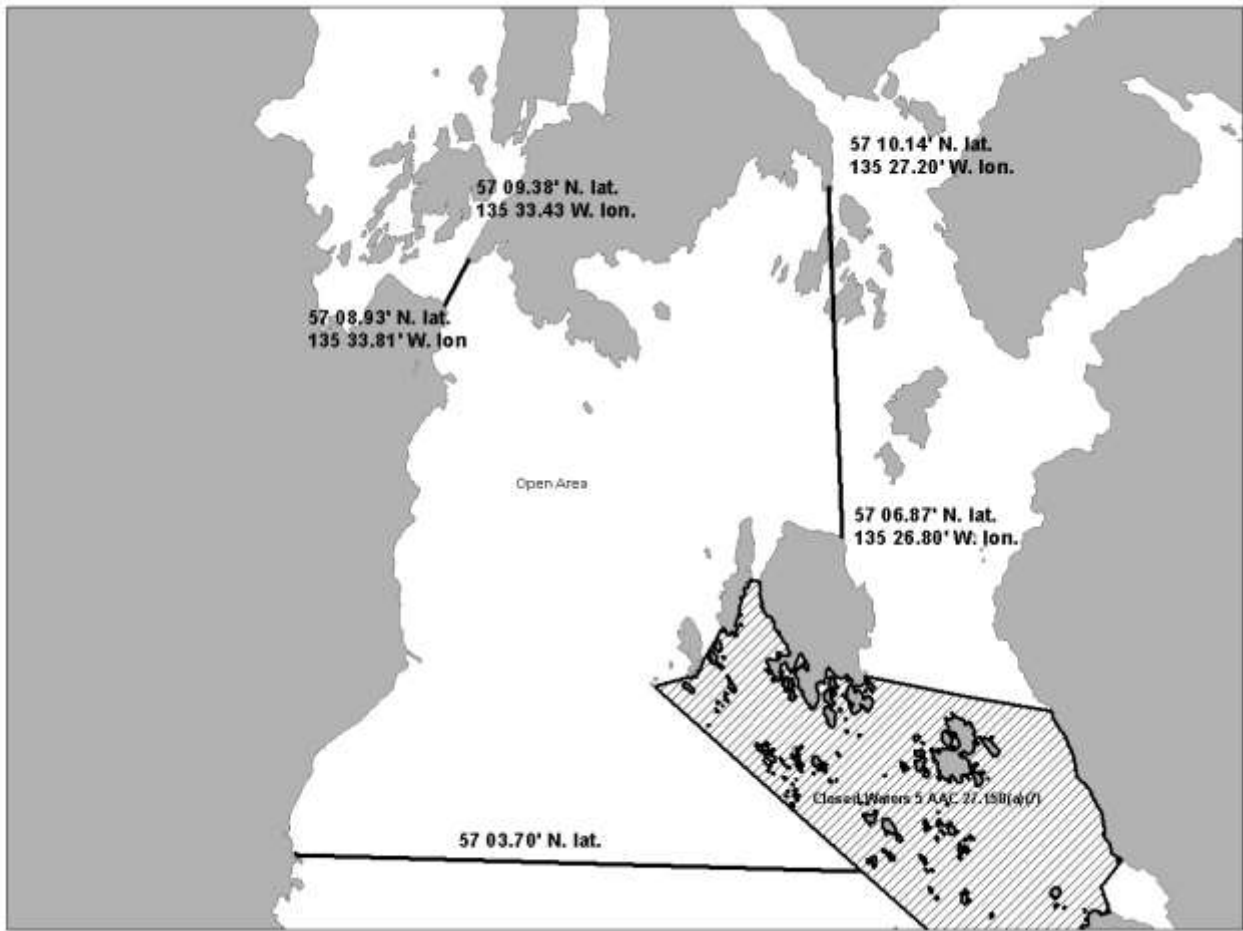 57 10.14' N. lat.
135 27.20' W. lon.
57 09.38' N. lat.
135 33.43 W. lon.
57 08.93' N. lat.
135 33.81' W. lon
Open Area
57 06.87' N. lat.
135 26.80' W. lon.
Closed Waters 5 AAC 27.150(a)(7)
57 03.70' N. lat.